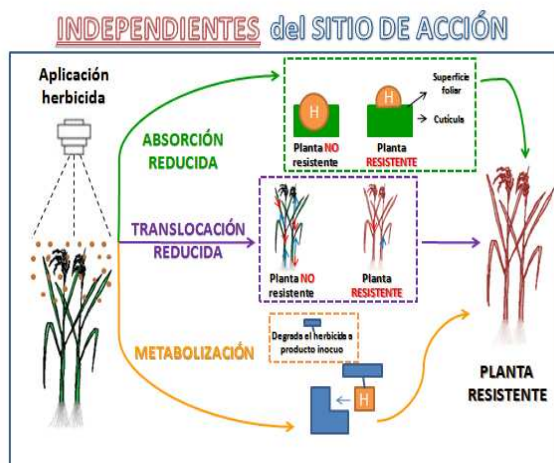 INDEPENDIENTES del SITIO DE ACCIÓN
Aplicación
herbicida
ABSORCIÓN
REDUCIDA
H
H
Superficie
foliar
Cutícula
Planta NO
resistente
Planta
RESISTENTE
TRANSLOCACIÓN
REDUCIDA
Planta NO
resistente
Planta
RESISTENTE
METABOLIZACIÓN
Degrada el herbicida a
producto inocuo
H
PLANTA
RESISTENTE